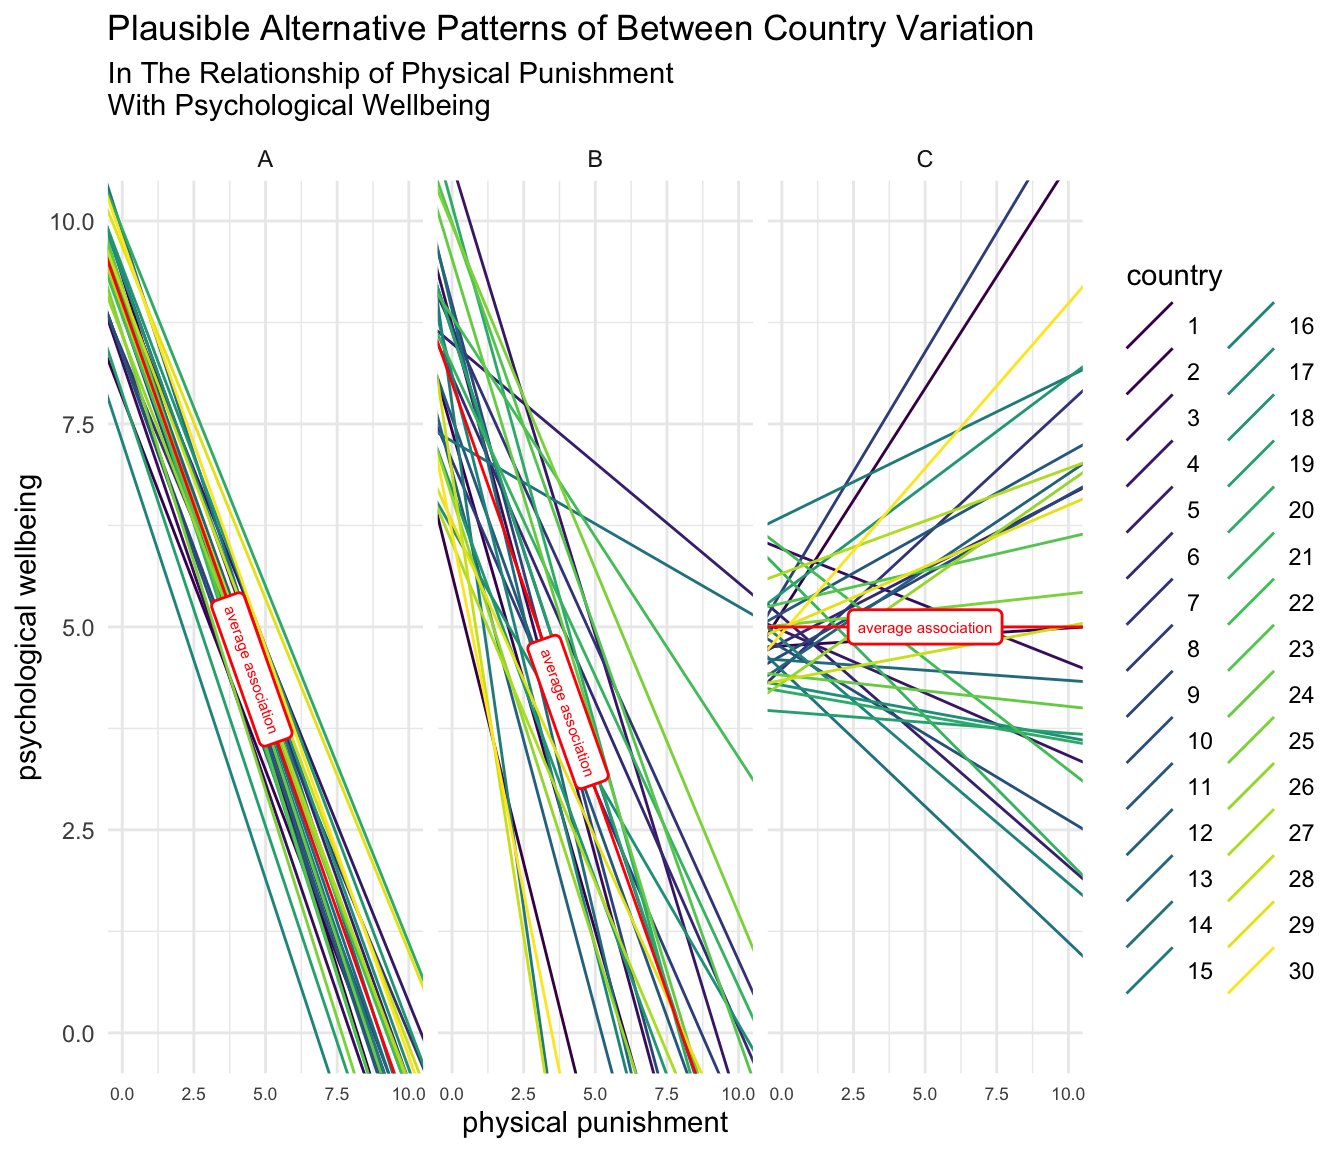 Plausible Alternative Patterns of Between Country Variation
In The Relationship of Physical Punishment
With Psychological Wellbeing
A
B
C
10.0
7.5
5.0
2.5
0.0
psychological wellbeing
average association
average association
average association
0.0 2.5 5.0 7.5 10.0
0.0 2.5 5.0 7.5 10.0
0.0 2.5 5.0 7.5 10.0
physical punishment
country
1
2
3
4
5
6
7
8
9
10
11
12
13
14
15
16
17
18
19
20
21
22
23
24
25
26
27
28
29
30